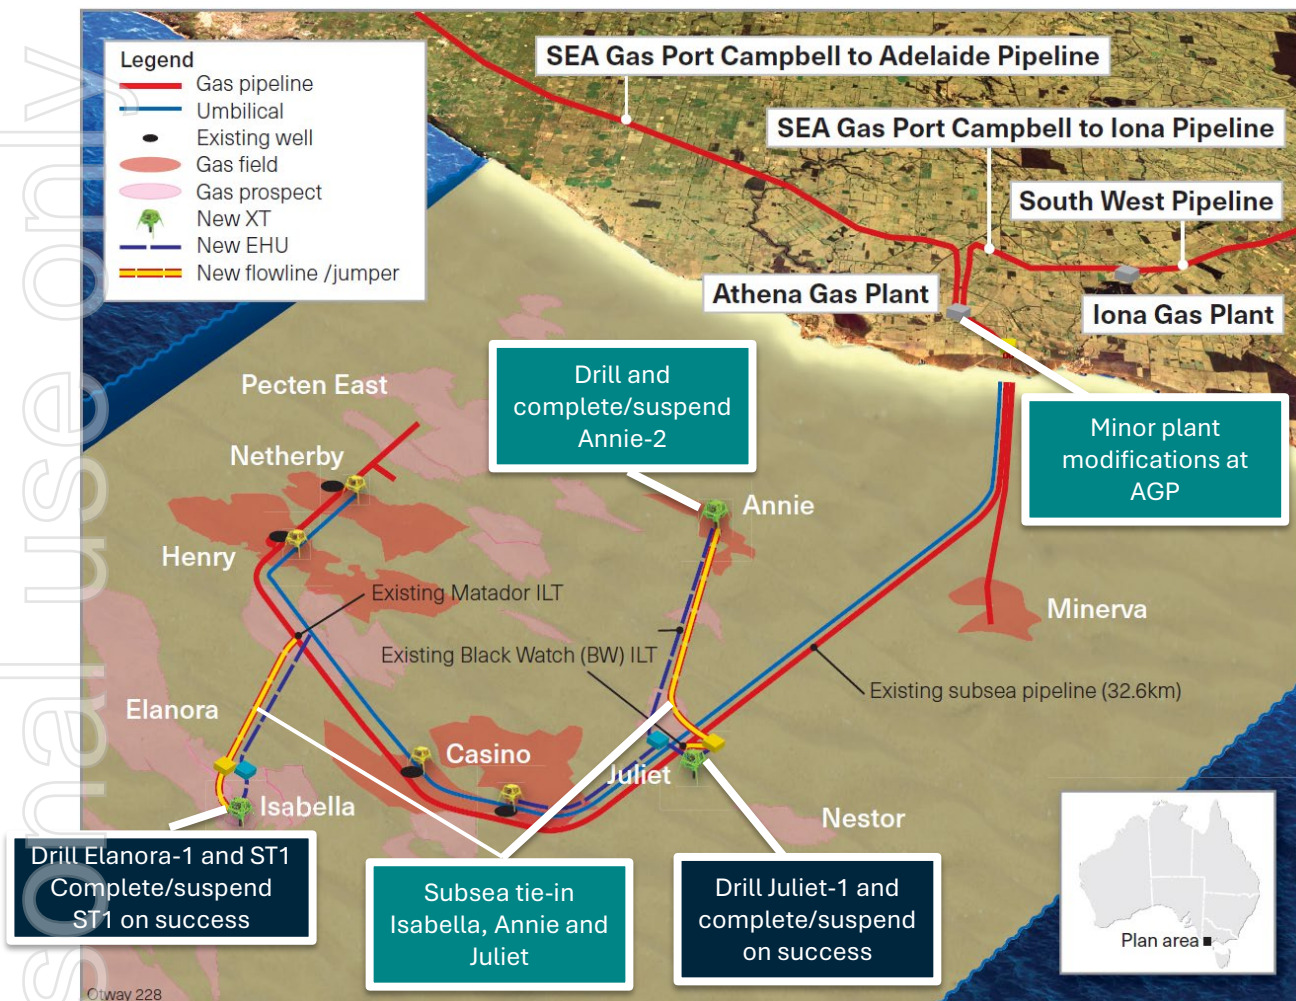 Legend
Gas pipeline
Umbilical
Existing well
Gas field
Gas prospect
New XT
New EHU
New flowline /jumper
SEA Gas Port Campbell to Adelaide Pipeline
SEA Gas Port Campbell to Iona Pipeline
South West Pipeline
Athena Gas Plant
Iona Gas Plant
Pecten East
Drill and
complete/suspend
Annie-2
Minor plant
modifications at
AGP
Netherby
Annie
Henry
Existing Matador ILT
Minerva
Existing Black Watch (BW) ILT
Existing subsea pipeline (32.6km)
Elanora
Casino
Juliet
Isabella
Nestor
Drill Elanora-1 and ST1
Complete/suspend
ST1 on success
Subsea tie-in
Isabella, Annie and
Juliet
Drill Juliet-1 and
complete/suspend
on success
Plan area
Otway 228
sonal use only